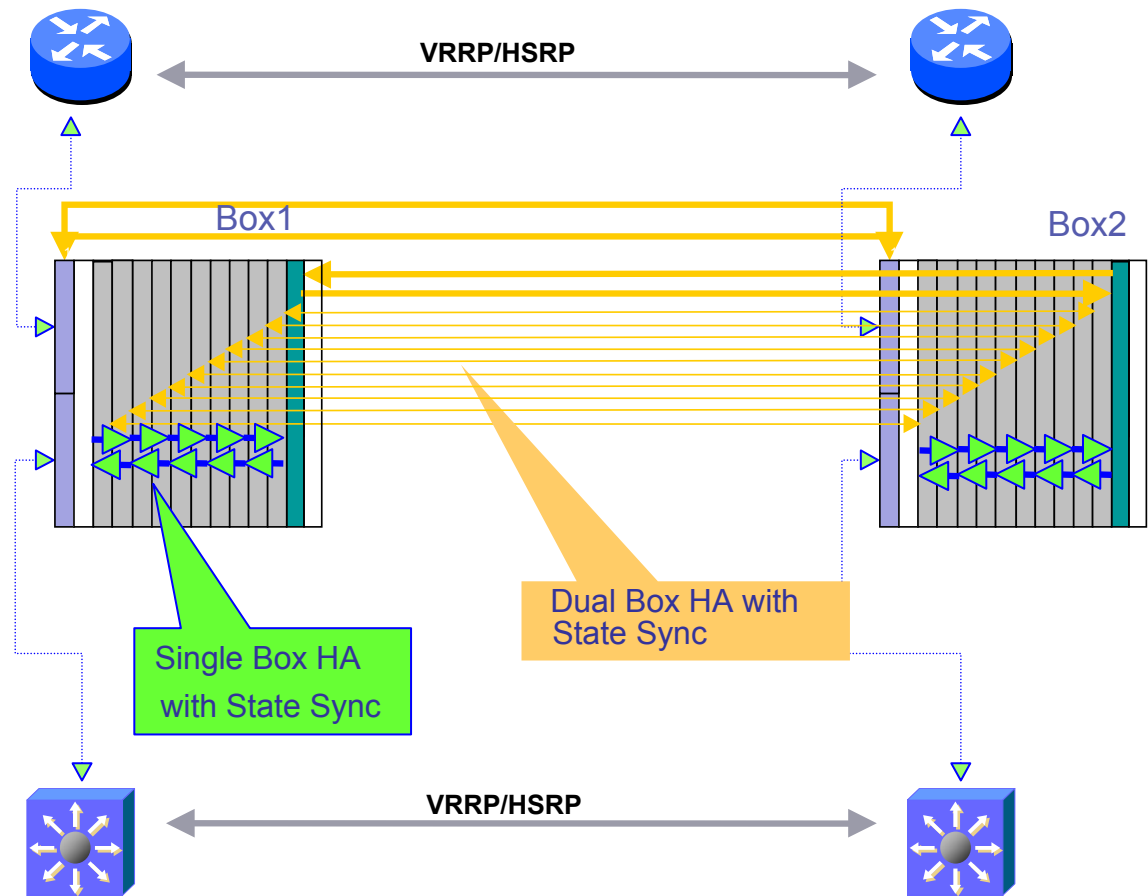 VRRP/HSRP
Box1
Box2
Dual Box HA with
State Sync
Single Box HA
with State Sync
VRRP/HSRP